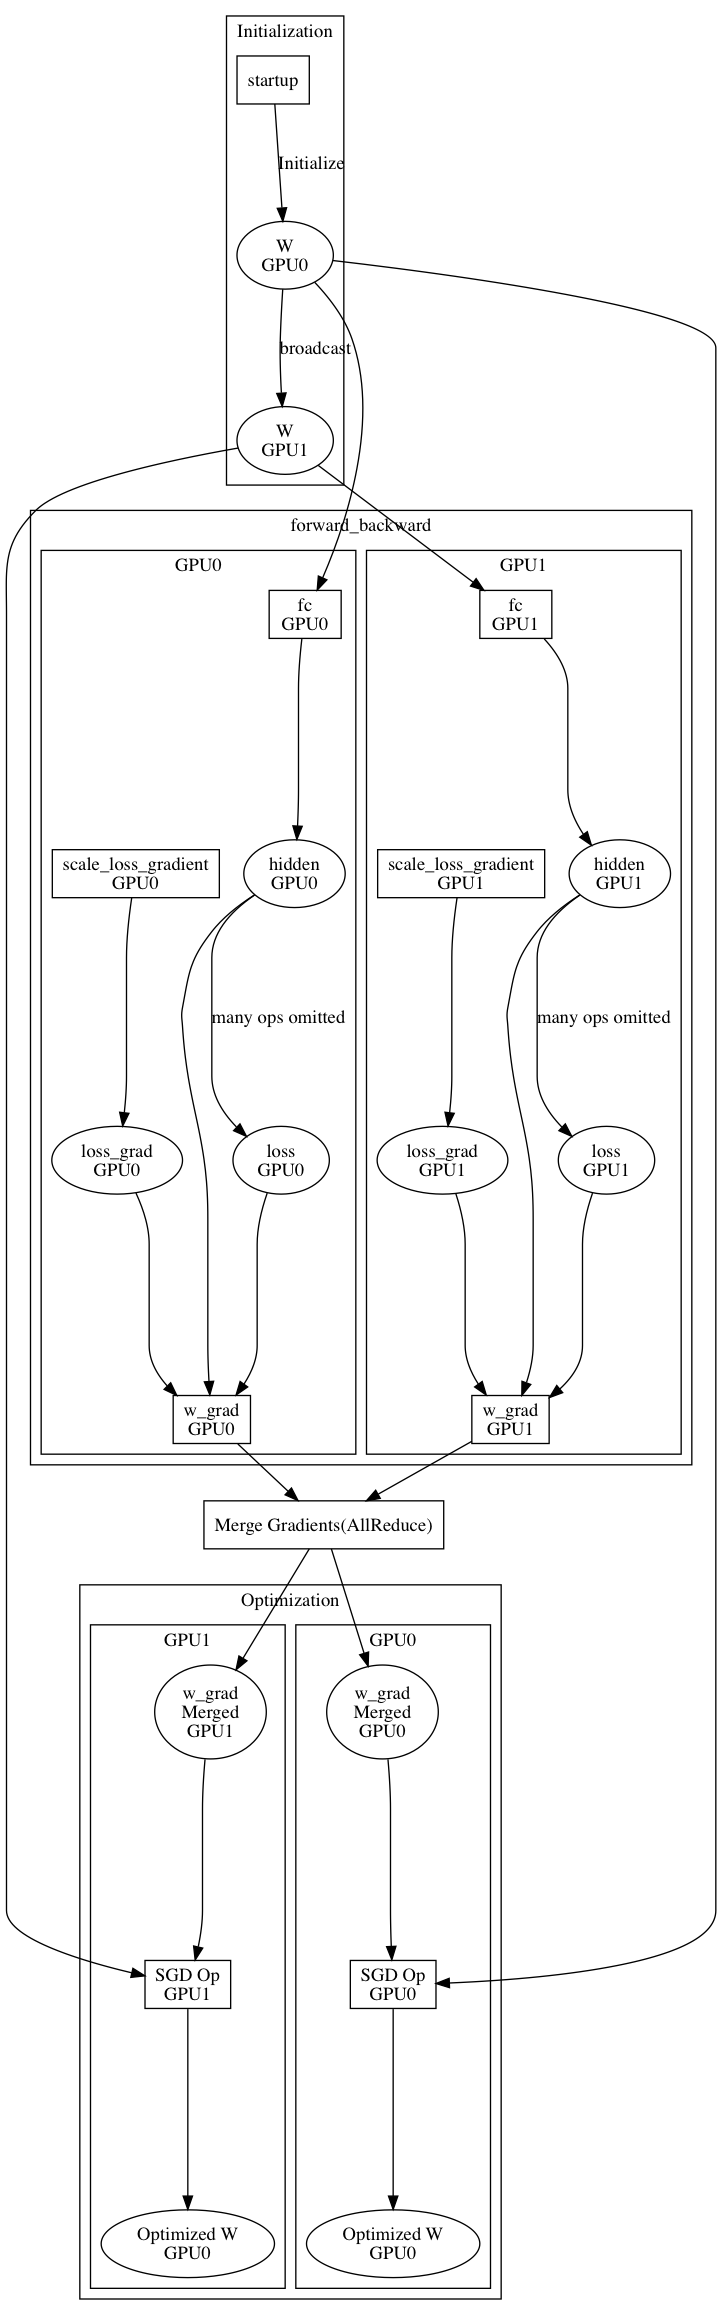 Initialization
startup
Initialize
W
GPU0
broadcast
W
GPU1
forward_backward
GPU0
GPU1
fc
GPU0
fc
GPU1
scale_loss_gradient
GPU0
hidden
GPU0
scale_loss_gradient
GPU1
hidden
GPU1
many ops omitted
many ops omitted
loss_grad
GPU0
loss
GPU0
loss_grad
GPU1
loss
GPU1
w_grad
GPU0
w_grad
GPU1
Merge Gradients(AllReduce)
Optimization
GPU1
GPU0
w_grad
Merged
GPU1
w_grad
Merged
GPU0
SGD Op
GPU1
SGD Op
GPU0
Optimized W
GPU0
Optimized W
GPU0